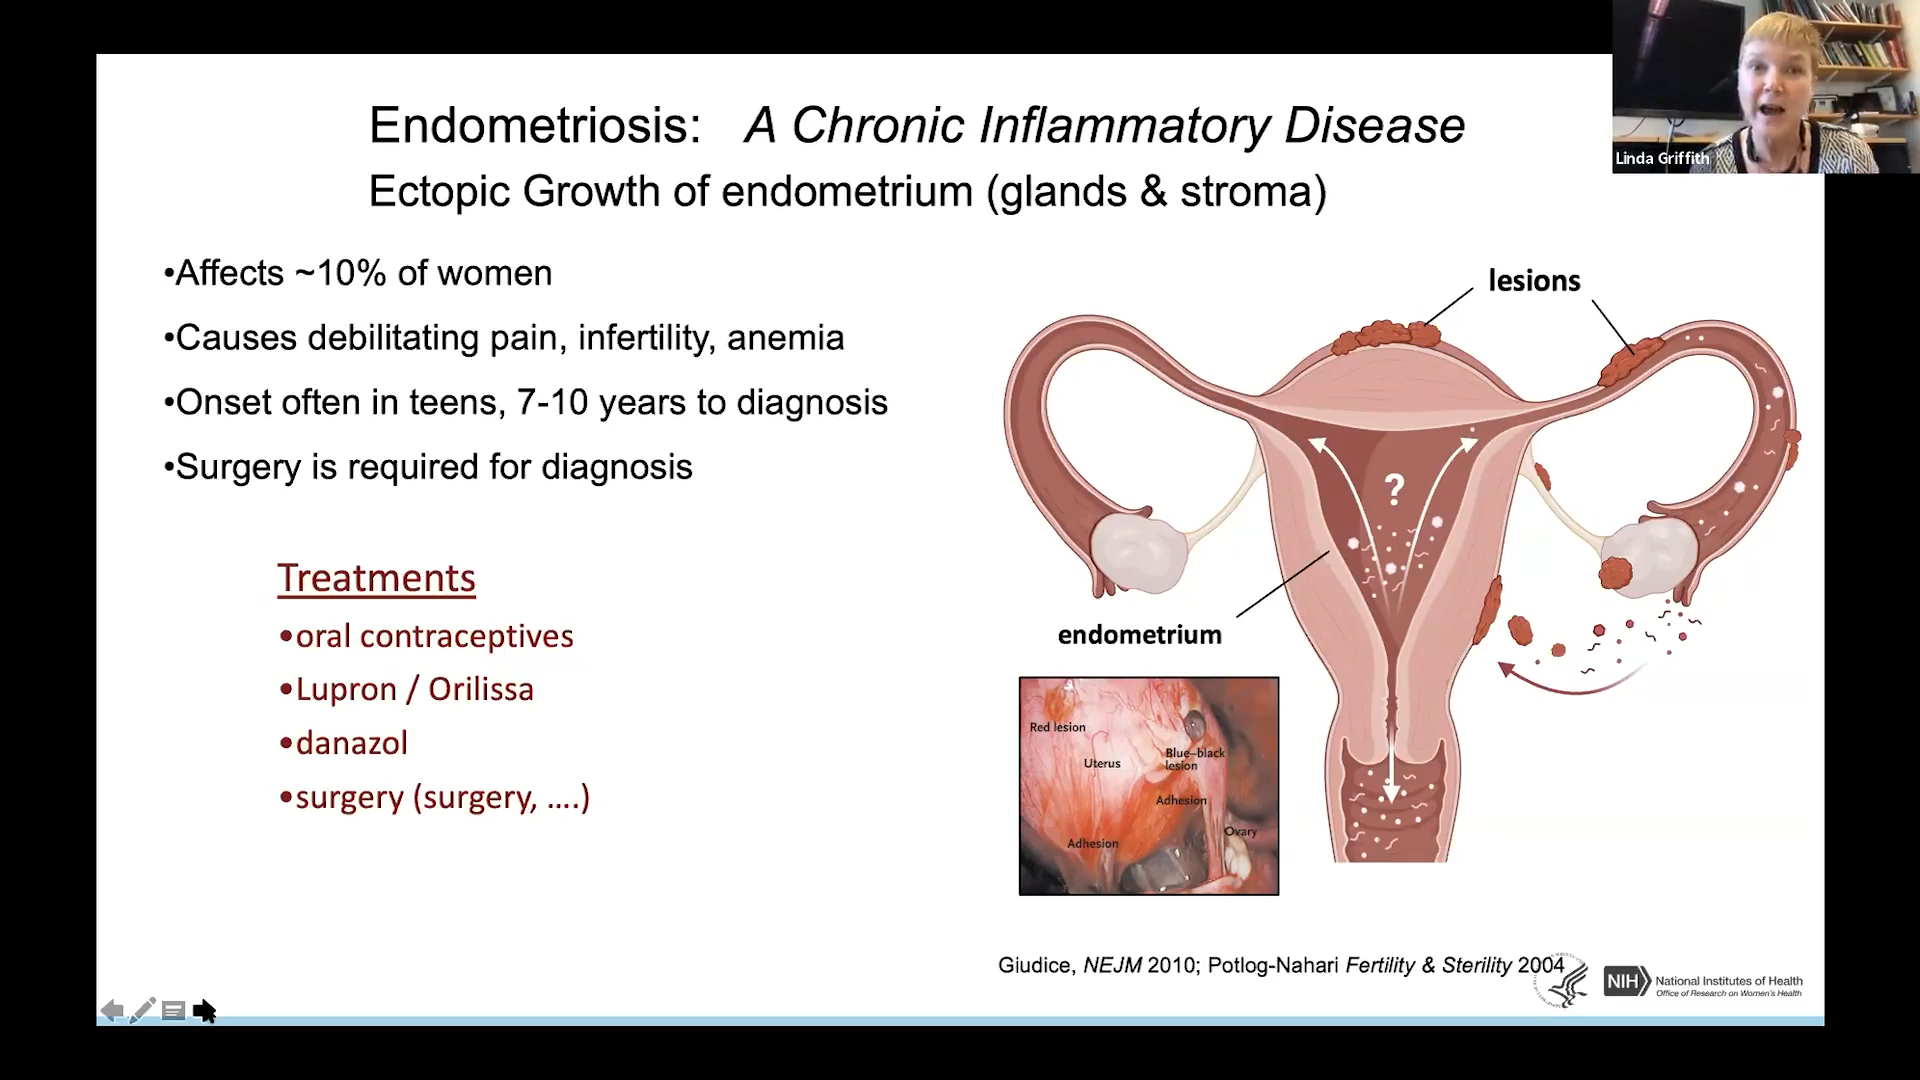 Endometriosis: A Chronic Inflammatory Disease
Ectopic Growth of endometrium (glands & stroma)
Linda Griffith
•Affects ~10% of women
•Causes debilitating pain, infertility, anemia
•Onset often in teens, 7-10 years to diagnosis
•Surgery is required for diagnosis
Treatments
•oral contraceptives
•Lupron / Orilissa
•danazol
•surgery (surgery, ....)
lesions
?
endometrium
Red lesion
Uterus
Blue–black
lesion
Adhesion
Ovary
Adhesion
Giudice, NEJM 2010; Potlog-Nahari Fertility & Sterility 2004
NIH
National Institutes of Health
Office of Research on Women's Health